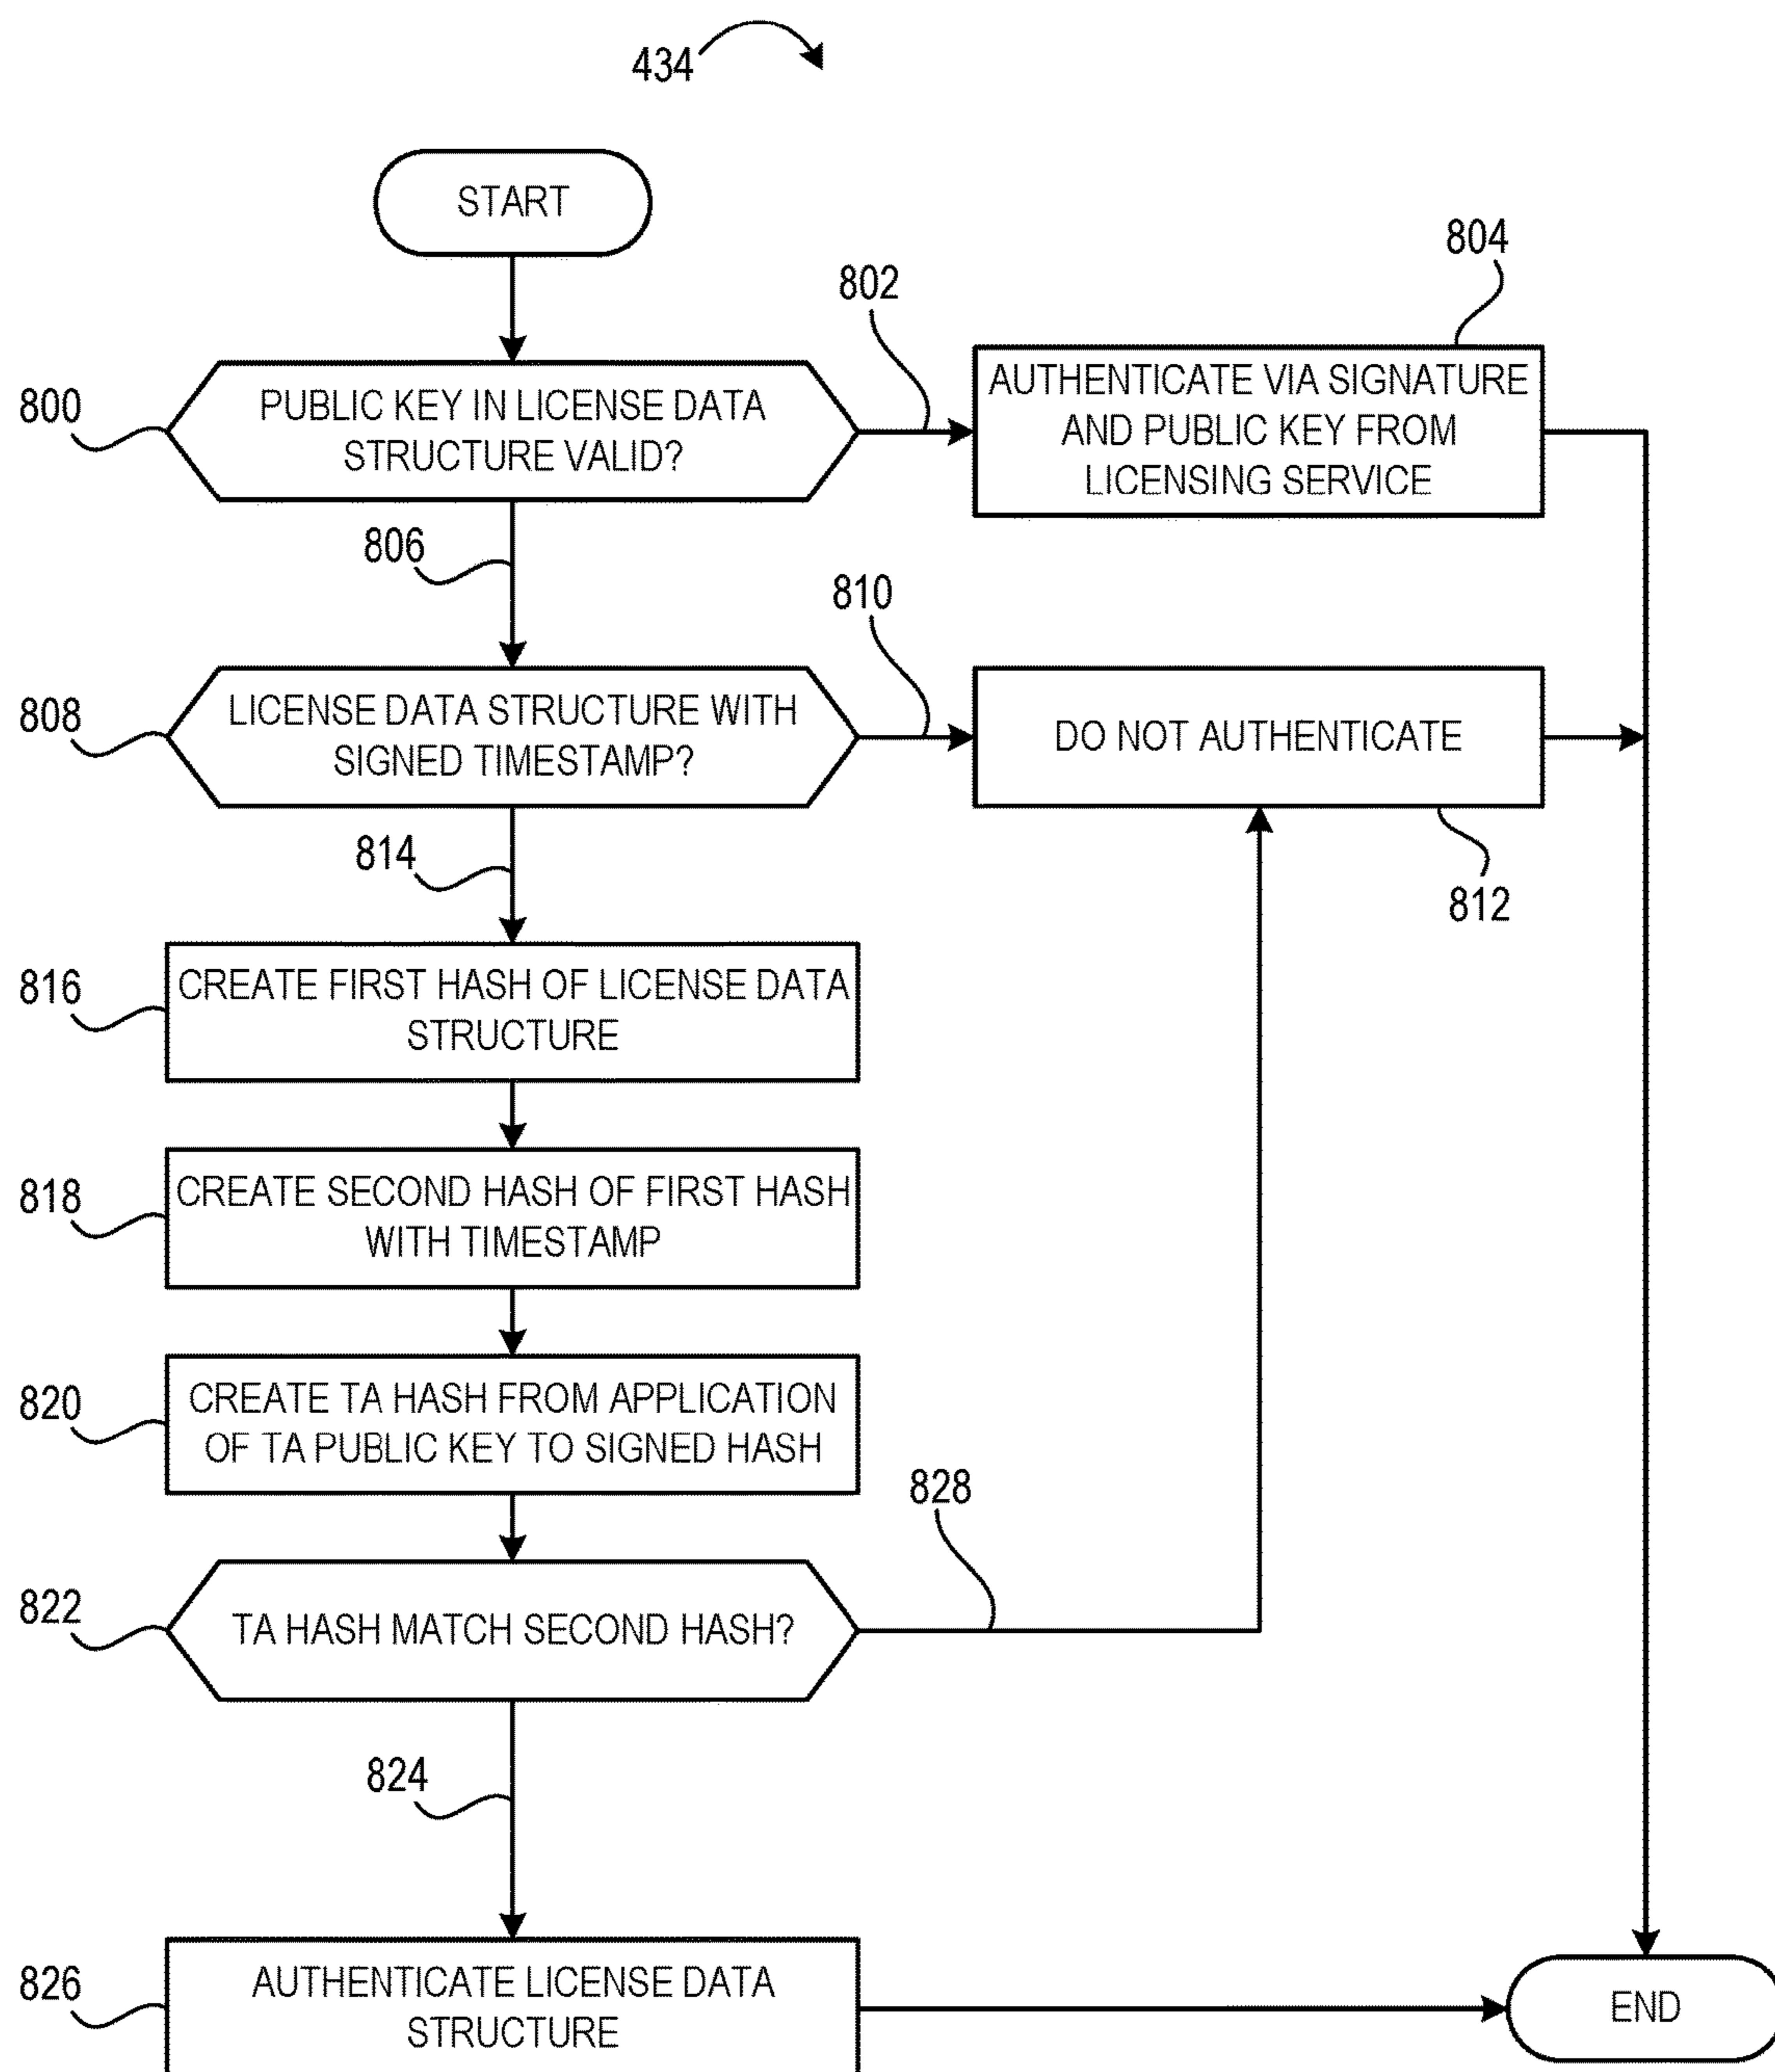 434
START
800
PUBLIC KEY IN LICENSE DATA
STRUCTURE VALID?
802
804
AUTHENTICATE VIA SIGNATURE
AND PUBLIC KEY FROM
LICENSING SERVICE
806
808
LICENSE DATA STRUCTURE WITH
SIGNED TIMESTAMP?
810
DO NOT AUTHENTICATE
812
814
816
CREATE FIRST HASH OF LICENSE DATA
STRUCTURE
818
CREATE SECOND HASH OF FIRST HASH
WITH TIMESTAMP
820
CREATE TA HASH FROM APPLICATION
OF TA PUBLIC KEY TO SIGNED HASH
822
TA HASH MATCH SECOND HASH?
828
824
826
AUTHENTICATE LICENSE DATA
STRUCTURE
END